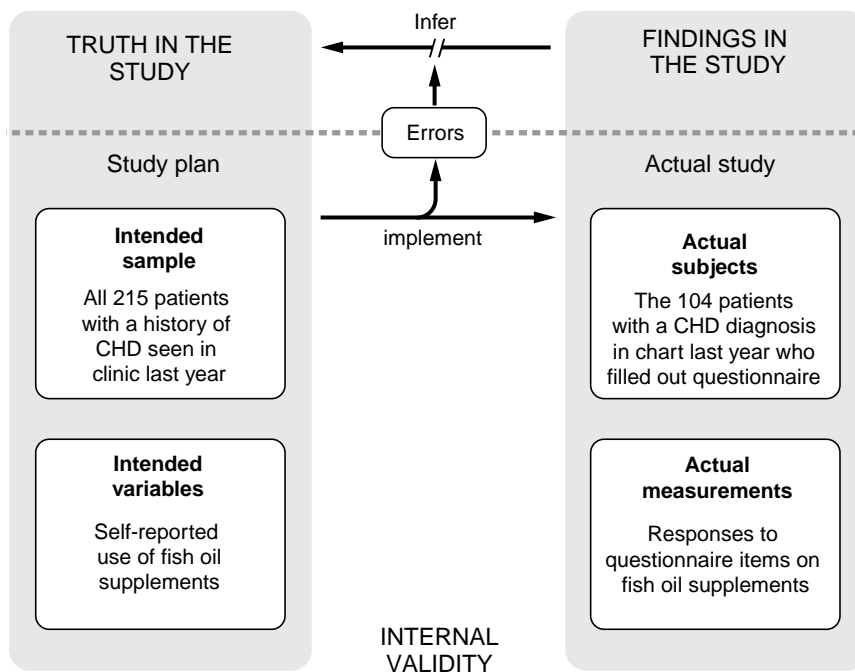 Infer
TRUTH IN THE
STUDY
FINDINGS IN
THE STUDY
Errors
Study plan
Actual study
implement
Intended
sample
All 215 patients
with a history of
CHD seen in
clinic last year
Actual
subjects
The 104 patients
with a CHD diagnosis
in chart last year who
filled out questionnaire
Intended
variables
Self-reported
use of fish oil
supplements
Actual
measurements
Responses to
questionnaire items on
fish oil supplements
INTERNAL
VALIDITY